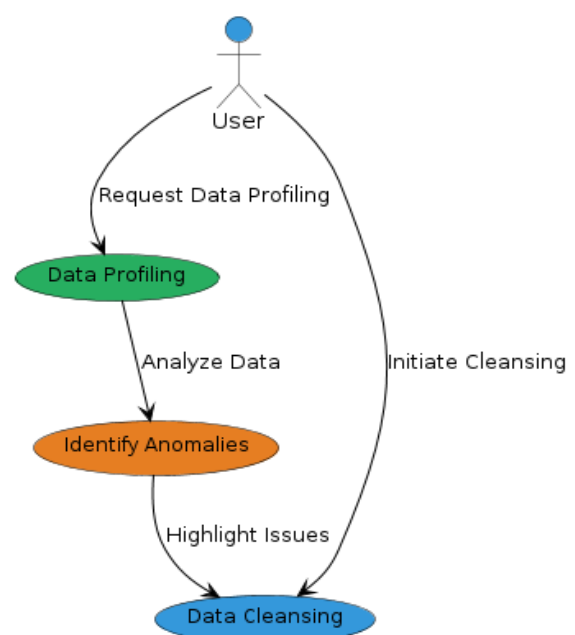 User
Request Data Profiling
Data Profiling
Analyze Data
Initiate Cleansing
Identify Anomalies
Highlight Issues
Data Cleansing